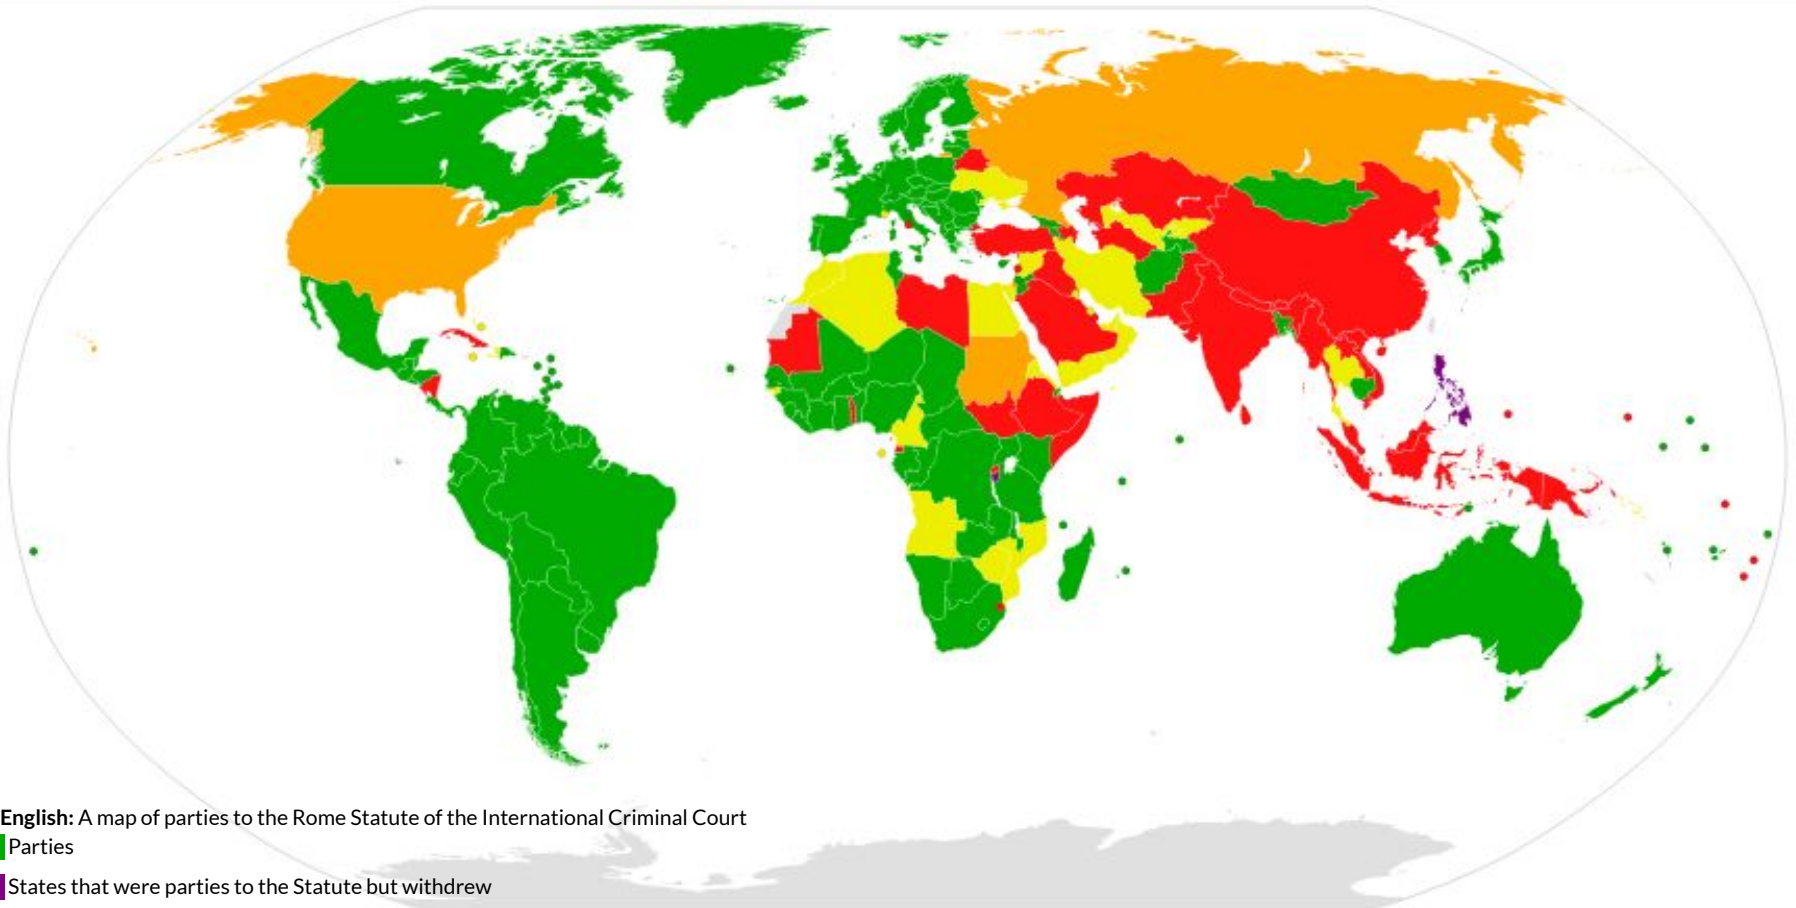 English: A map of parties to the Rome Statute of the International Criminal Court
Parties
States that were parties to the Statute but withdrew